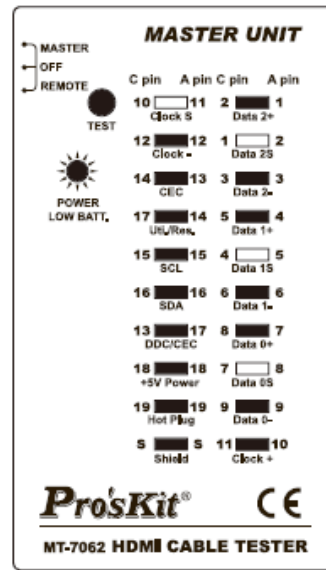 MASTER UNIT
MASTER
OFF
REMOTE
TEST
POWER
LOW BATT.
C pin A pin C pin A pin
10 11 2 1
Clock S Data 2+
12 12 1 2
Clock - Data 2S
14 13 3 3
CEC Data 2-
17 14 5 4
Util./Res. Data 1+
15 15 4 5
SCL Data 1S
16 16 6 6
SDA Data 1-
13 17 8 7
DDC/CEC Data 0+
18 18 7 8
+5V Power Data 0S
19 19 9 9
Hot Plug Data 0-
S S 11 10
Shield Clock +
Pro'sKit® CE
MT-7062 HDMI CABLE TESTER